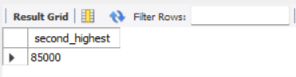 Result Grid Filter Rows:
second_highest
85000